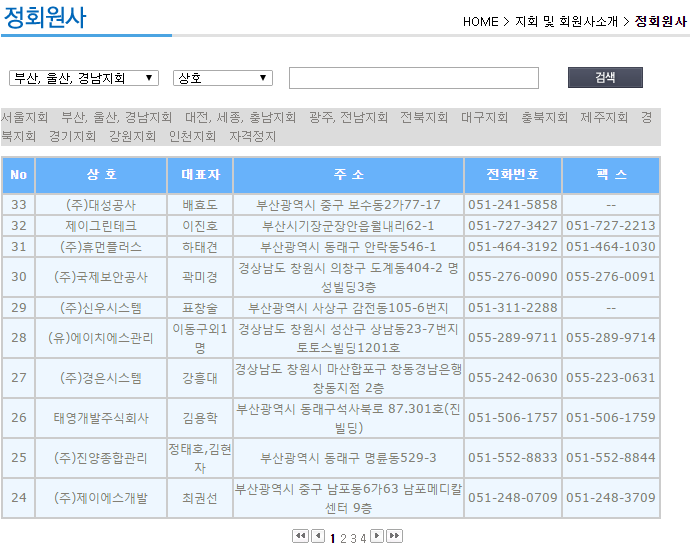 정회원사
HOME > 지회 및 회원사소개 > 정회원사
부산, 울산, 경남지회 상호 검색
서울지회 부산, 울산, 경남지회 대전, 세종, 충남지회 광주, 전남지회 전북지회 대구지회 충북지회 제주지회 경
북지회 경기지회 강원지회 인천지회 자격정지
No 상 호 대표자 주 소 전화번호 팩 스
33 (주)대성공사 배효도 부산광역시 중구 보수동2가77-17 051-241-5858 --
32 제이그린테크 이진호 부산시기장군장안읍월내리62-1 051-727-3427 051-727-2213
31 (주)휴먼플러스 하태견 부산광역시 동래구 안락동546-1 051-464-3192 051-464-1030
30 (주)국제보안공사 곽미경 경상남도 창원시 의창구 도계동404-2 명
성빌딩3층 055-276-0090 055-276-0091
29 (주)신우시스템 표창술 부산광역시 사상구 감전동105-6번지 051-311-2288 --
28 (유)에이치에스관리 이동구외1
명 경상남도 창원시 성산구 상남동23-7번지
토토스빌딩1201호 055-289-9711 055-289-9714
27 (주)경은시스템 강흥대 경상남도 창원시 마산합포구 창동경남은행
창동지점 2층 055-242-0630 055-223-0631
26 태영개발주식회사 김용학 부산광역시 동래구석사북로 87.301호(진
빌딩) 051-506-1757 051-506-1759
25 (주)진양종합관리 정태호,김현
자 부산광역시 동래구 명륜동529-3 051-552-8833 051-552-8844
24 (주)제이에스개발 최권선 부산광역시 중구 남포동6가63 남포메디칼
센터 9층 051-248-0709 051-248-3709
1 2 3 4